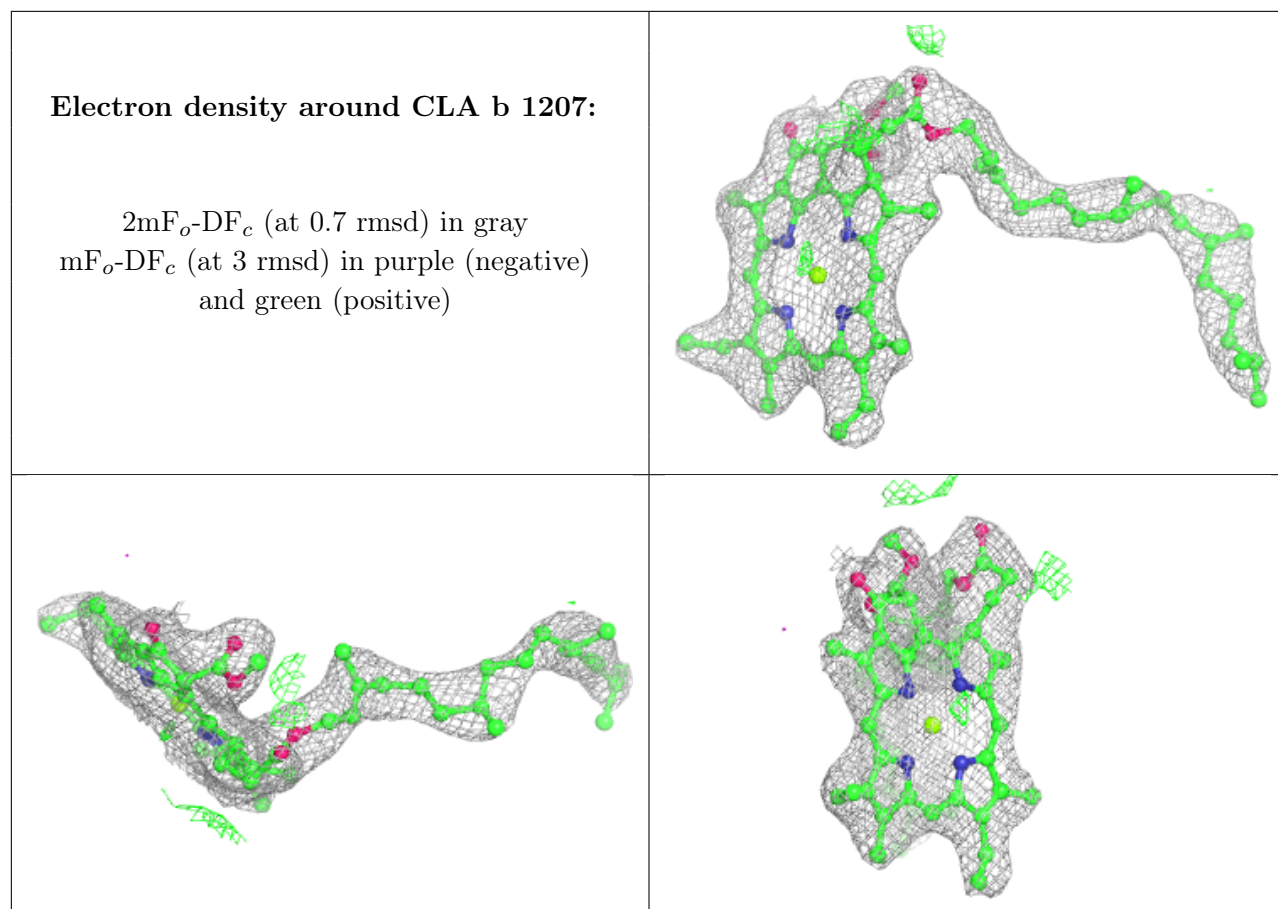 Electron density around CLA b 1207:
2mFo-DFc (at 0.7 rmsd) in gray
mFo-DFc (at 3 rmsd) in purple (negative)
and green (positive)